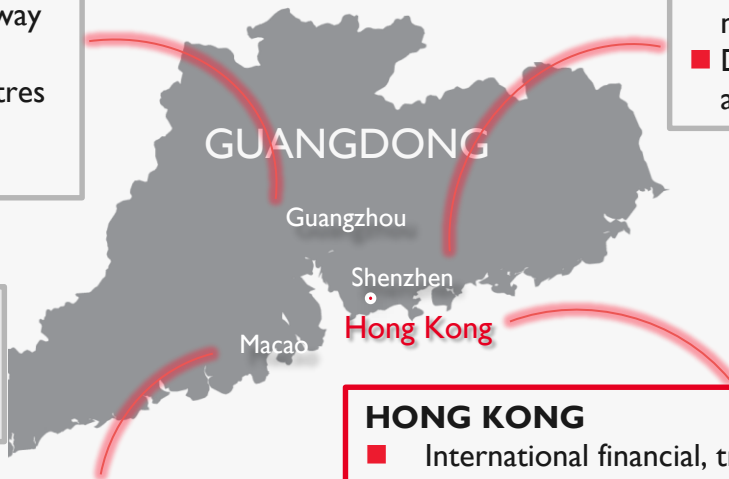 way
tres
GUANGDONG
Guangzhou
Shenzhen
Hong Kong
Macao
HONG KONG
International financial,